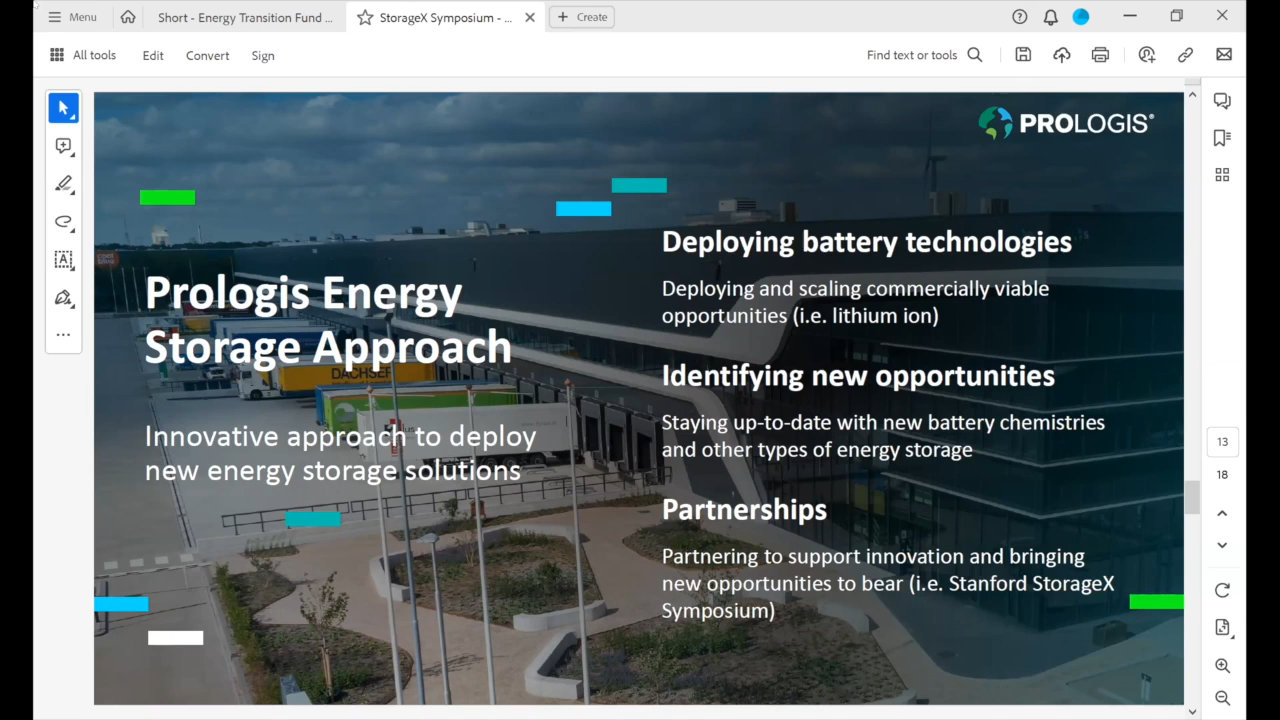 Menu
Short - Energy Transition Fund ...
StorageX Symposium - ...
Create
All tools
Edit
Convert
Sign
Find text or tools
PROLOGIS®
Prologis Energy
Storage Approach
DACHSER
Innovative approach to deploy
new energy storage solutions
Deploying battery technologies
Deploying and scaling commercially viable
opportunities (i.e. lithium ion)
Identifying new opportunities
Staying up-to-date with new battery chemistries
and other types of energy storage
Partnerships
Partnering to support innovation and bringing
new opportunities to bear (i.e. Stanford StorageX
Symposium)
13
18